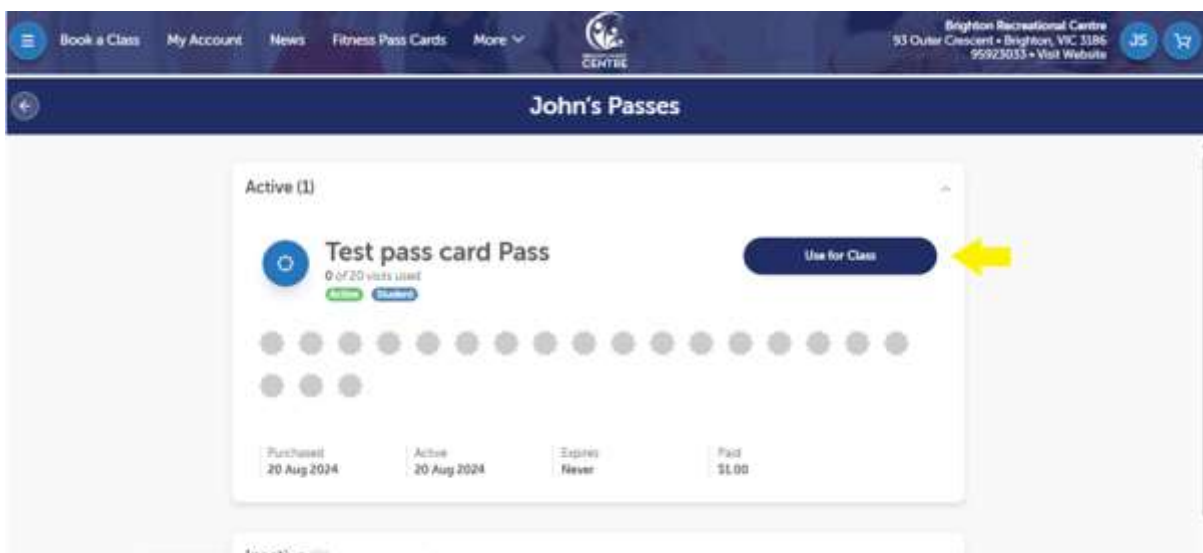 Book a Class My Account News Fitness Pass Cards More
CENTRE
Brighton Recreational Centre
93 Outer Crescent • Brighton, VIC 3186
95923033 • Visit Website
JS
John's Passes
Active (1)
Test pass card Pass
Use for Class
0 of 20 visits used
Active Student
Purchased Active Expires Paid
20 Aug 2024 20 Aug 2024 Never $1.00